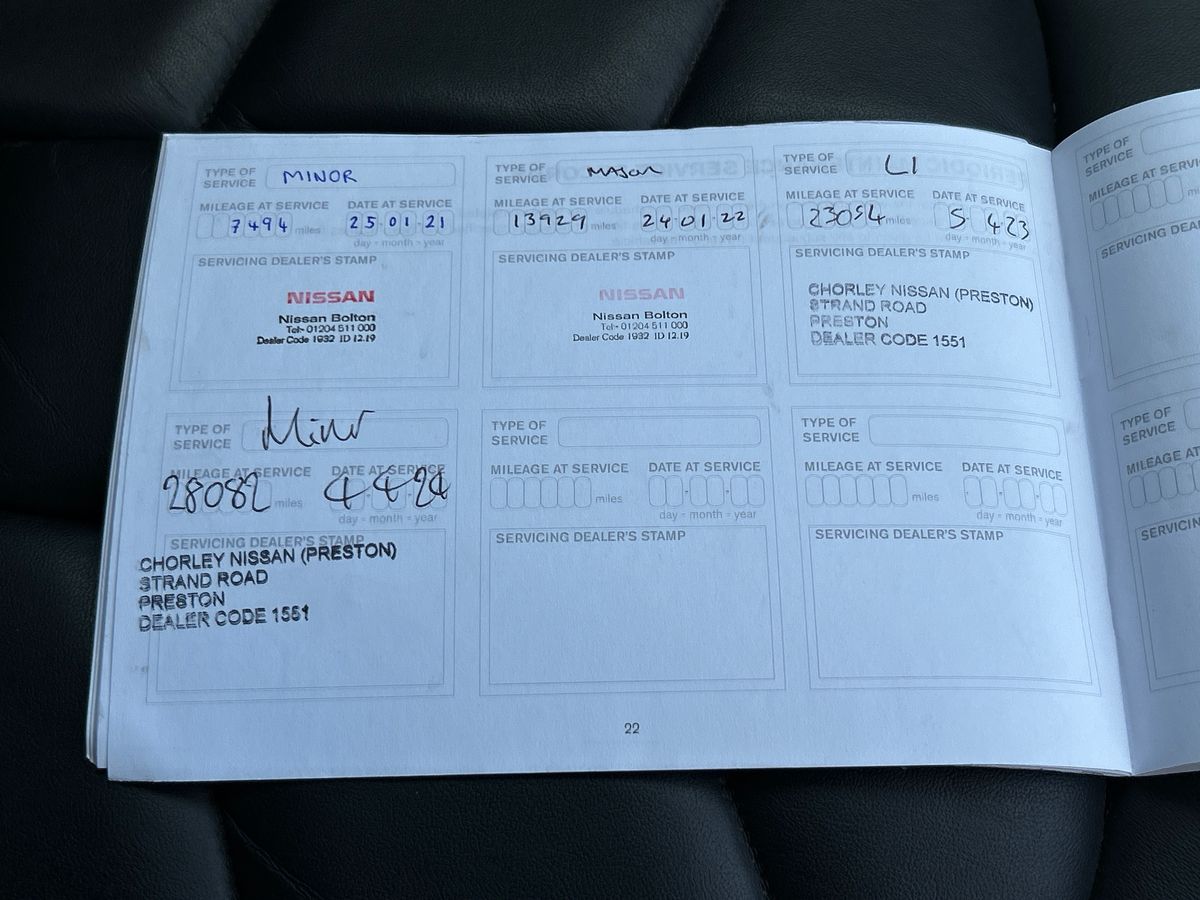 TYPE OF SERVICE MINOR
MILEAGE AT SERVICE DATE AT SERVICE
7494 miles 25·01·21
day - month - year
SERVICING DEALER'S STAMP
NISSAN
Nissan Bolton
Tel:- 01204 511 000
Dealer Code 1932 ID 12.19
TYPE OF SERVICE MAJOR
MILEAGE AT SERVICE DATE AT SERVICE
13929 miles 24·01·22
day - month - year
SERVICING DEALER'S STAMP
NISSAN
Nissan Bolton
Tel:- 01204 511 000
Dealer Code 1932 ID 12.19
TYPE OF SERVICE LI
MILEAGE AT SERVICE DATE AT SERVICE
23054 miles 5 4 23
day - month - year
SERVICING DEALER'S STAMP
CHORLEY NISSAN (PRESTON)
STRAND ROAD
PRESTON
DEALER CODE 1551
TYPE OF SERVICE Minor
MILEAGE AT SERVICE DATE AT SERVICE
28082 miles 4 4 24
day - month - year
SERVICING DEALER'S STAMP
CHORLEY NISSAN (PRESTON)
STRAND ROAD
PRESTON
DEALER CODE 1551
TYPE OF SERVICE
MILEAGE AT SERVICE DATE AT SERVICE
miles
day - month - year
SERVICING DEALER'S STAMP
TYPE OF SERVICE
MILEAGE AT SERVICE DATE AT SERVICE
miles
day - month - year
SERVICING DEALER'S STAMP
22
TYPE OF SERVICE
MILEAGE AT
SERVICING DEALER'S
TYPE OF SERVICE
MILEAGE AT
SERVICING